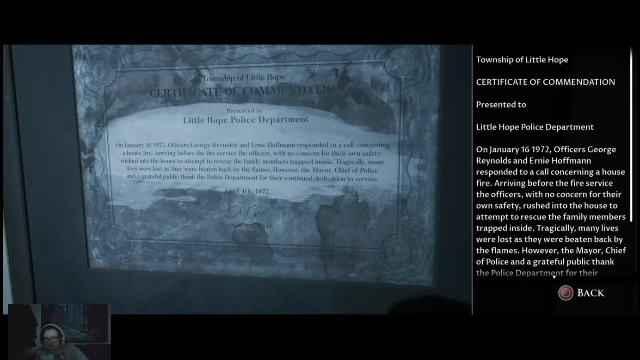 Township of Little Hope
CERTIFICATE OF COMMENDATION
Presented to
Little Hope Police Department
On January 16 1972, Officers George Reynolds and Ernie Hoffmann responded to a call concerning
a house fire. Arriving before the fire service the officers, with no concern for their own safety,
rushed into the house to attempt to rescue the family members trapped inside. Tragically, many
lives were lost as they were beaten back by the flames. However, the Mayor, Chief of Police
and a grateful public thank the Police Department for their continued dedication to service.
April 4th, 1972
Township of Little Hope
CERTIFICATE OF COMMENDATION
Presented to
Little Hope Police Department
On January 16 1972, Officers George
Reynolds and Ernie Hoffmann
responded to a call concerning a house
fire. Arriving before the fire service
the officers, with no concern for their
own safety, rushed into the house to
attempt to rescue the family members
trapped inside. Tragically, many lives
were lost as they were beaten back by
the flames. However, the Mayor, Chief
of Police and a grateful public thank
the Police Department for their
BACK